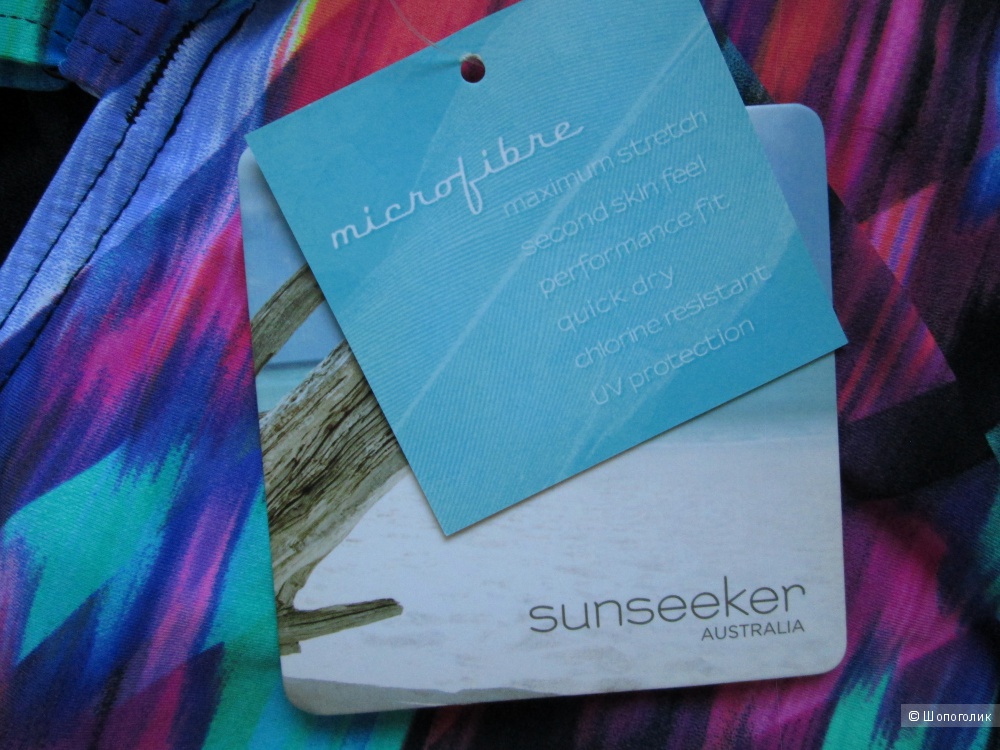 microfibre
maximum stretch
second skin feel
performance fit
quick dry
chlorine resistant
UV protection
sunseeker
AUSTRALIA
© Шопоголик